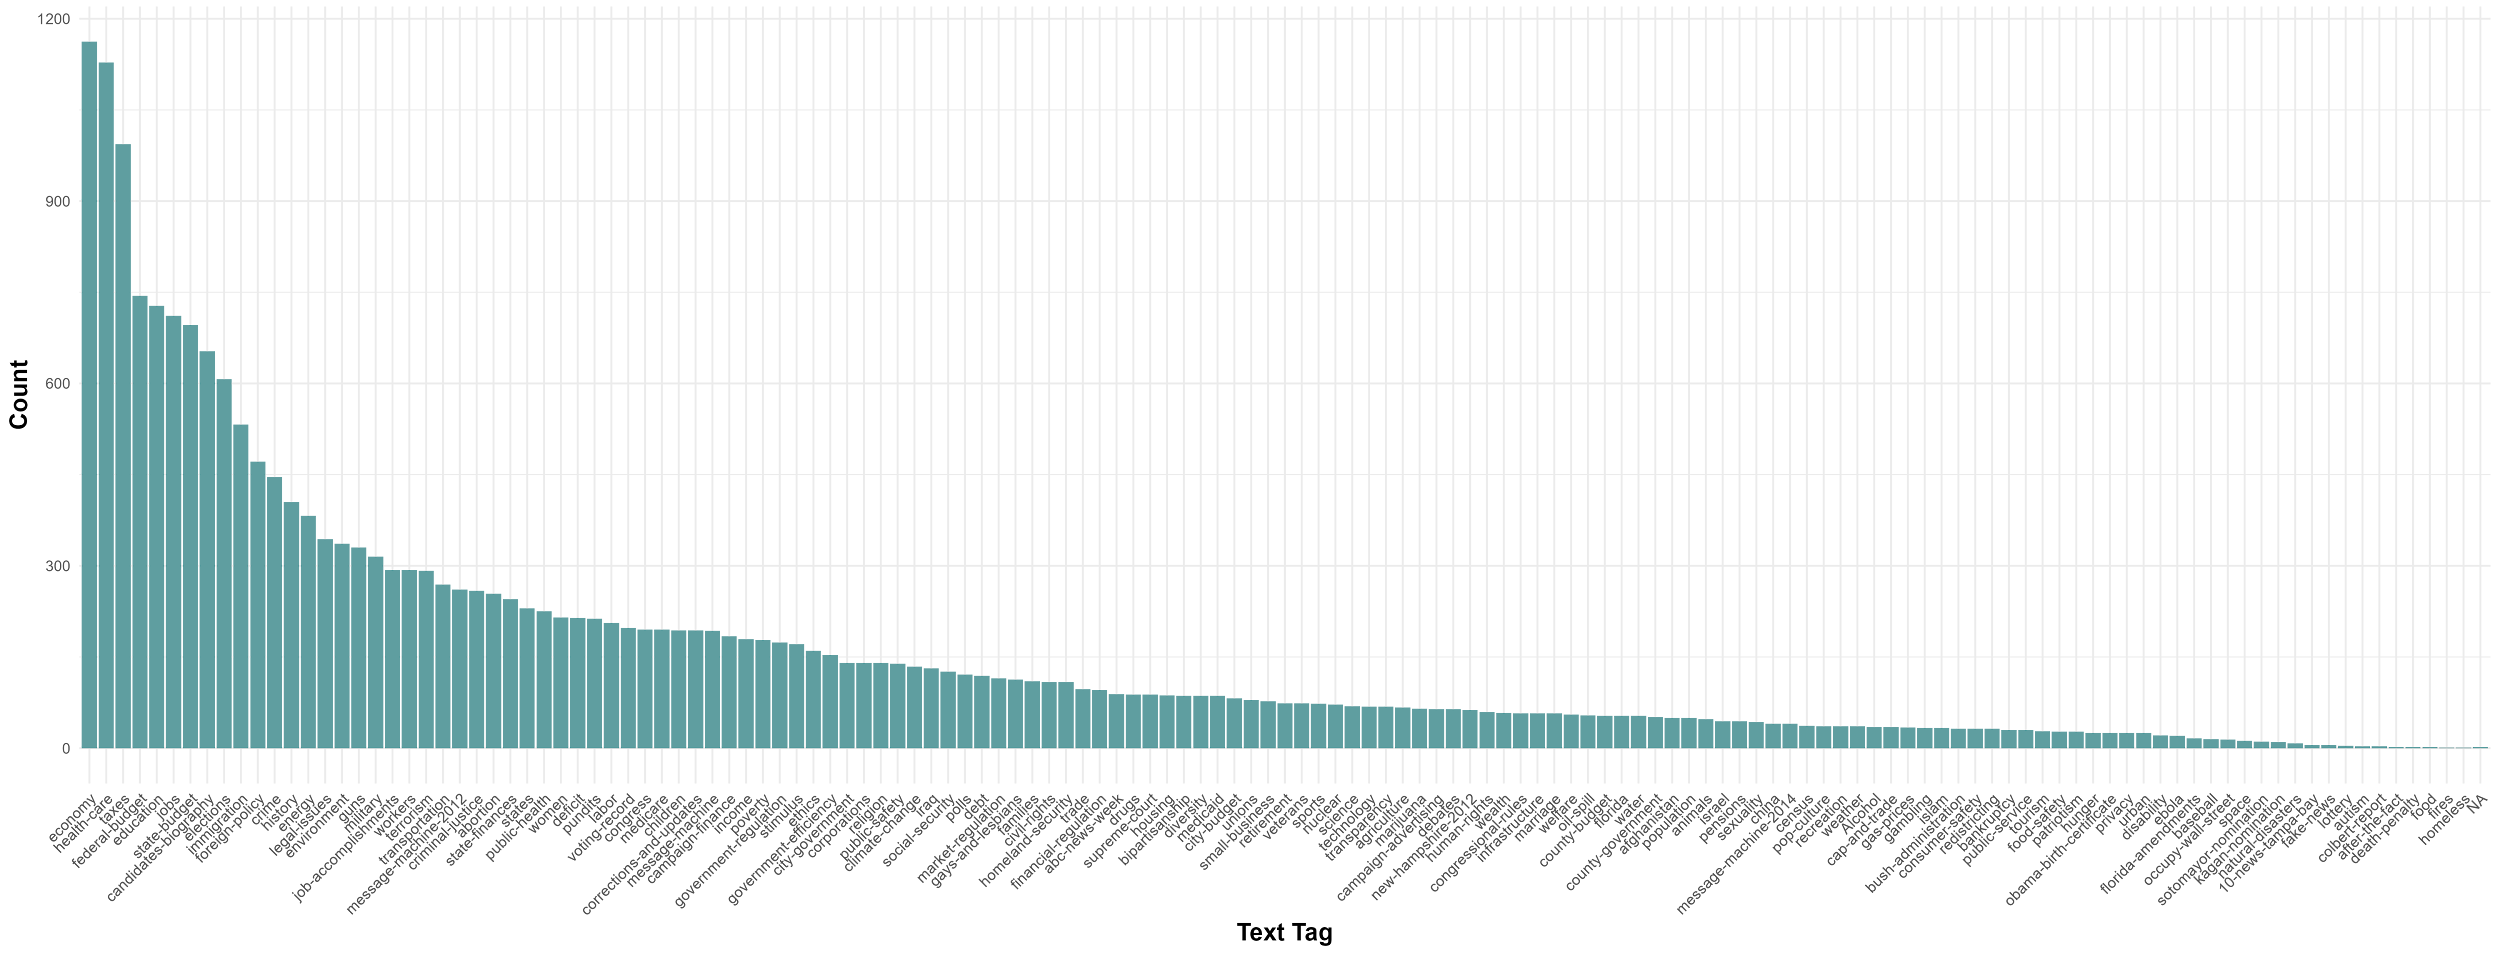 1200
900
600
300
0
Count
economy
health-care
taxes
federal-budget
education
jobs
state-budget
candidates-biography
elections
immigration
foreign-policy
crime
history
energy
legal-issues
environment
guns
military
job-accomplishments
workers
terrorism
transportation
message-machine-2012
criminal-justice
abortion
state-finances
states
public-health
women
deficit
pundits
labor
voting-record
congress
medicare
children
corrections-and-updates
message-machine
campaign-finance
income
poverty
government-regulation
stimulus
ethics
government-efficiency
city-government
corporations
religion
public-safety
climate-change
Iraq
social-security
polls
debt
market-regulation
gays-and-lesbians
families
civil-rights
homeland-security
trade
financial-regulation
abc-news-week
drugs
supreme-court
housing
bipartisanship
diversity
medicaid
city-budget
unions
small-business
retirement
veterans
sports
nuclear
science
technology
transparency
agriculture
marijuana
campaign-advertising
debates
new-hampshire-2012
human-rights
wealth
congressional-rules
infrastructure
marriage
welfare
oil-spill
county-budget
florida
water
county-government
afghanistan
population
animals
israel
pensions
sexuality
china
message-machine-2014
census
pop-culture
recreation
weather
Alcohol
cap-and-trade
gas-prices
gambling
islam
bush-administration
consumer-safety
redistricting
bankruptcy
public-service
tourism
food-safety
patriotism
hunger
obama-birth-certificate
privacy
urban
disability
ebola
florida-amendments
baseball
occupy-wall-street
space
sotomayor-nomination
kagan-nomination
natural-disasters
10-news-tampa-bay
fake-news
lottery
autism
colbert-report
after-the-fact
death-penalty
food
fires
homeless
NA
Text Tag